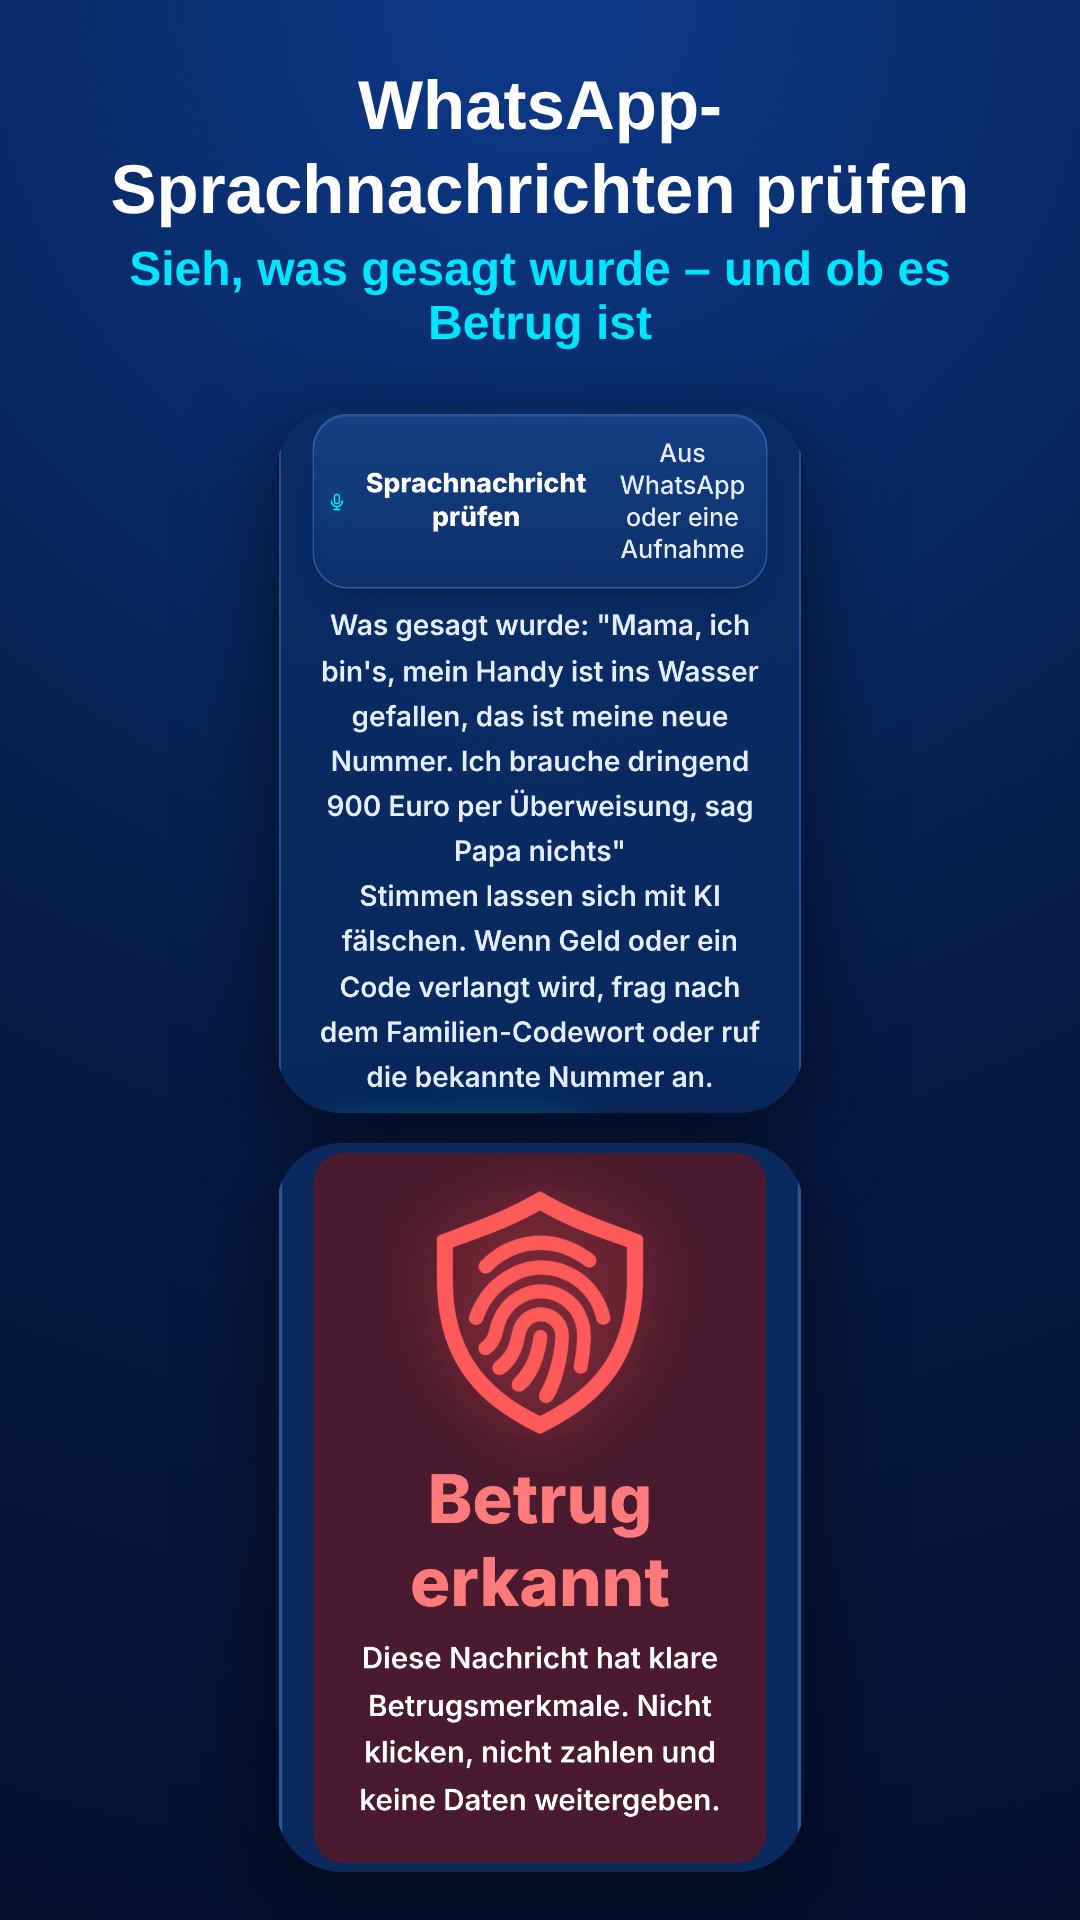 WhatsApp-
Sprachnachrichten prüfen
Sieh, was gesagt wurde – und ob es
Betrug ist
Sprachnachricht
prüfen
Aus
WhatsApp
oder eine
Aufnahme
Was gesagt wurde: "Mama, ich
bin's, mein Handy ist ins Wasser
gefallen, das ist meine neue
Nummer. Ich brauche dringend
900 Euro per Überweisung, sag
Papa nichts"
Stimmen lassen sich mit KI
fälschen. Wenn Geld oder ein
Code verlangt wird, frag nach
dem Familien-Codewort oder ruf
die bekannte Nummer an.
Betrug
erkannt
Diese Nachricht hat klare
Betrugsmerkmale. Nicht
klicken, nicht zahlen und
keine Daten weitergeben.